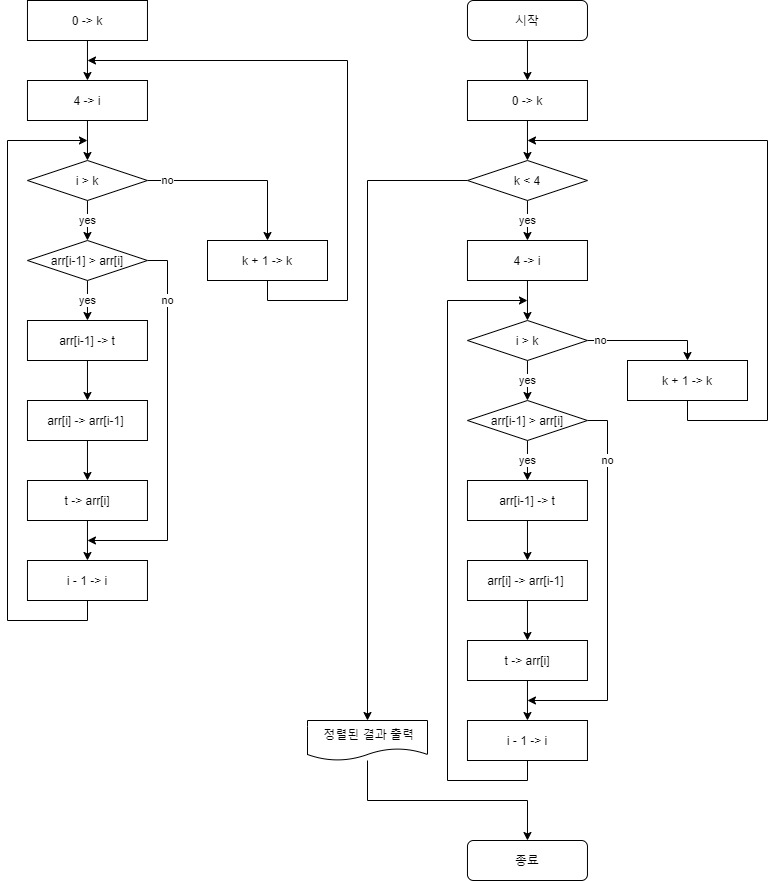 0 -> k
4 -> i
i > k
no
yes
k + 1 -> k
arr[i-1] > arr[i]
yes
no
arr[i-1] -> t
arr[i] -> arr[i-1]
t -> arr[i]
i - 1 -> i
시작
0 -> k
k < 4
yes
4 -> i
i > k
no
yes
k + 1 -> k
arr[i-1] > arr[i]
yes
no
arr[i-1] -> t
arr[i] -> arr[i-1]
t -> arr[i]
i - 1 -> i
정렬된 결과 출력
종료